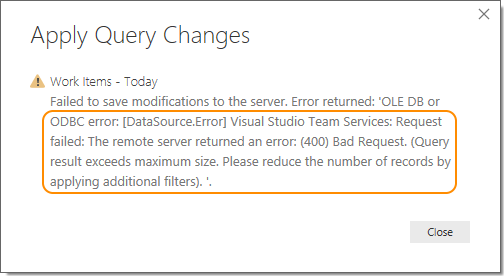 Apply Query Changes
Work Items - Today
Failed to save modifications to the server. Error returned: 'OLE DB or
ODBC error: [DataSource.Error] Visual Studio Team Services: Request
failed: The remote server returned an error: (400) Bad Request. (Query
result exceeds maximum size. Please reduce the number of records by
applying additional filters). '.
Close